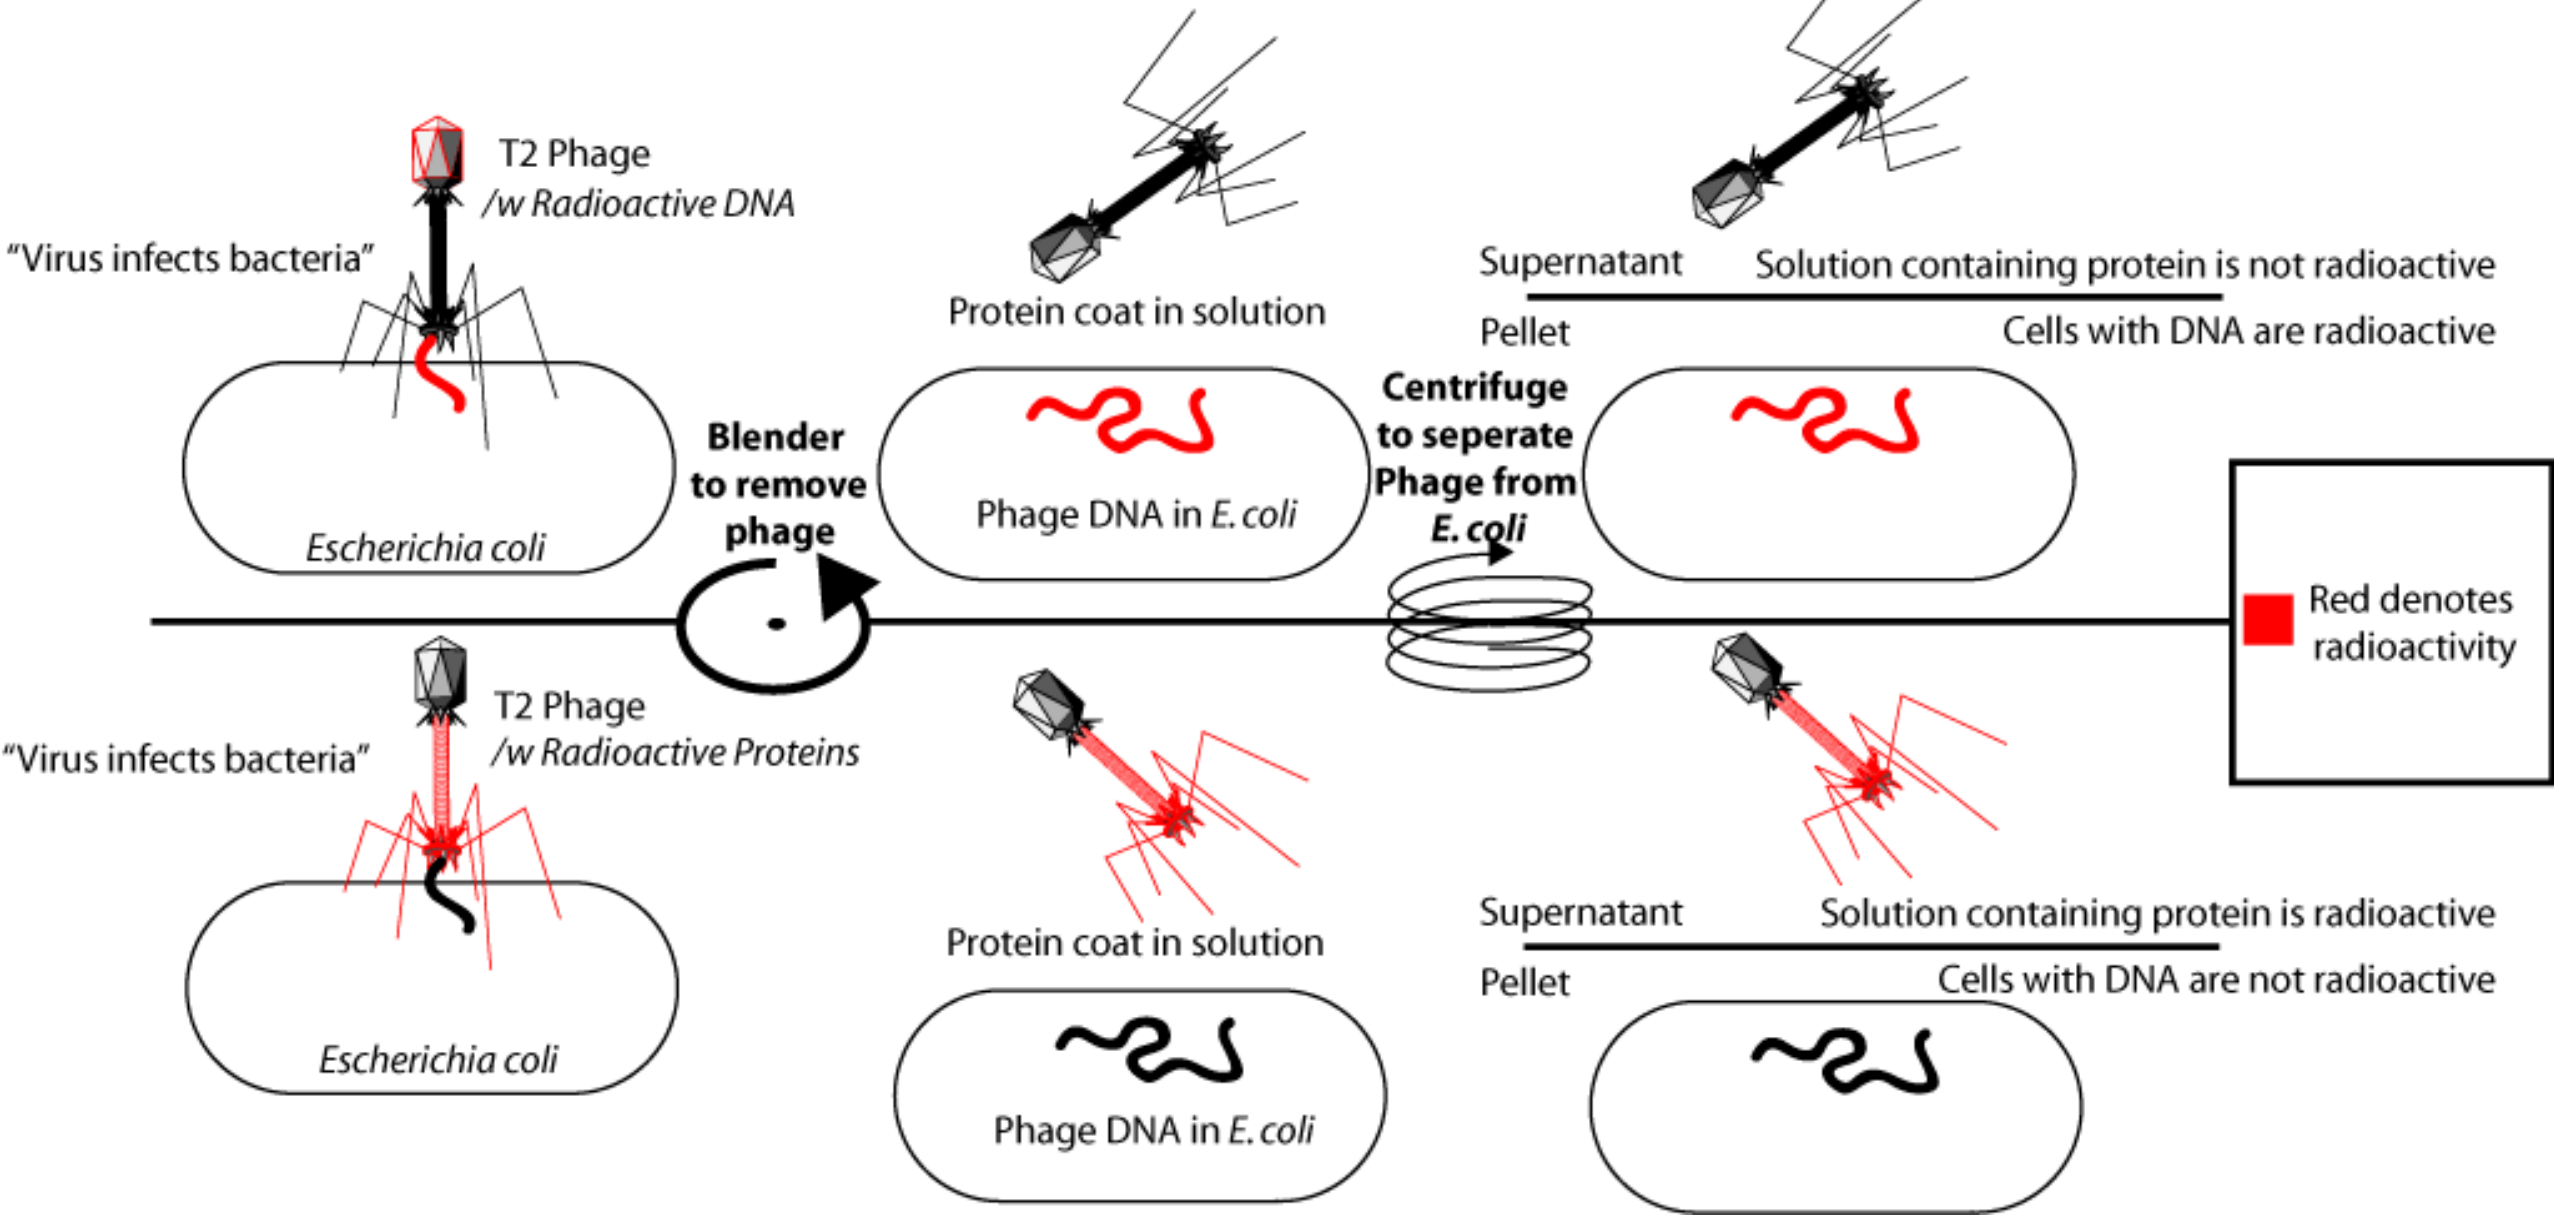 T2 Phage
/w Radioactive DNA
“Virus infects bacteria”
Escherichia coli
Blender
to remove
phage
Protein coat in solution
Phage DNA in E. coli
Centrifuge
to seperate
Phage from
E. coli
Supernatant
Solution containing protein is not radioactive
Pellet
Cells with DNA are radioactive
Red denotes
radioactivity
T2 Phage
/w Radioactive Proteins
“Virus infects bacteria”
Escherichia coli
Protein coat in solution
Phage DNA in E. coli
Supernatant
Solution containing protein is radioactive
Pellet
Cells with DNA are not radioactive